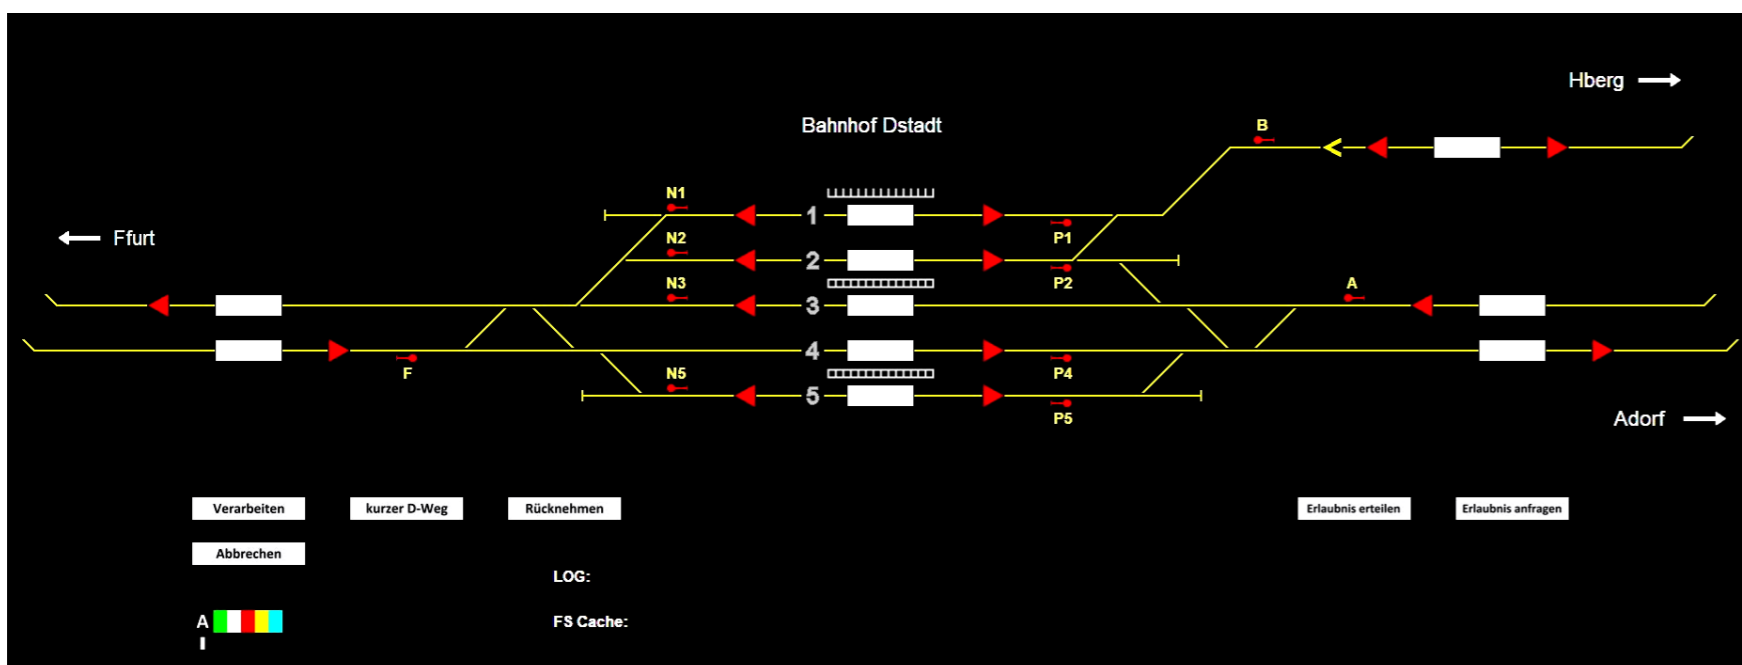 Hberg
Bahnhof Dstadt
B
N1
1
P1
Ffurt
N2
2
P2
N3
3
A
4
F
P4
N5
5
P5
Adorf
Verarbeiten
kurzer D-Weg
Rücknehmen
Erlaubnis erteilen
Erlaubnis anfragen
Abbrechen
LOG:
A
FS Cache: